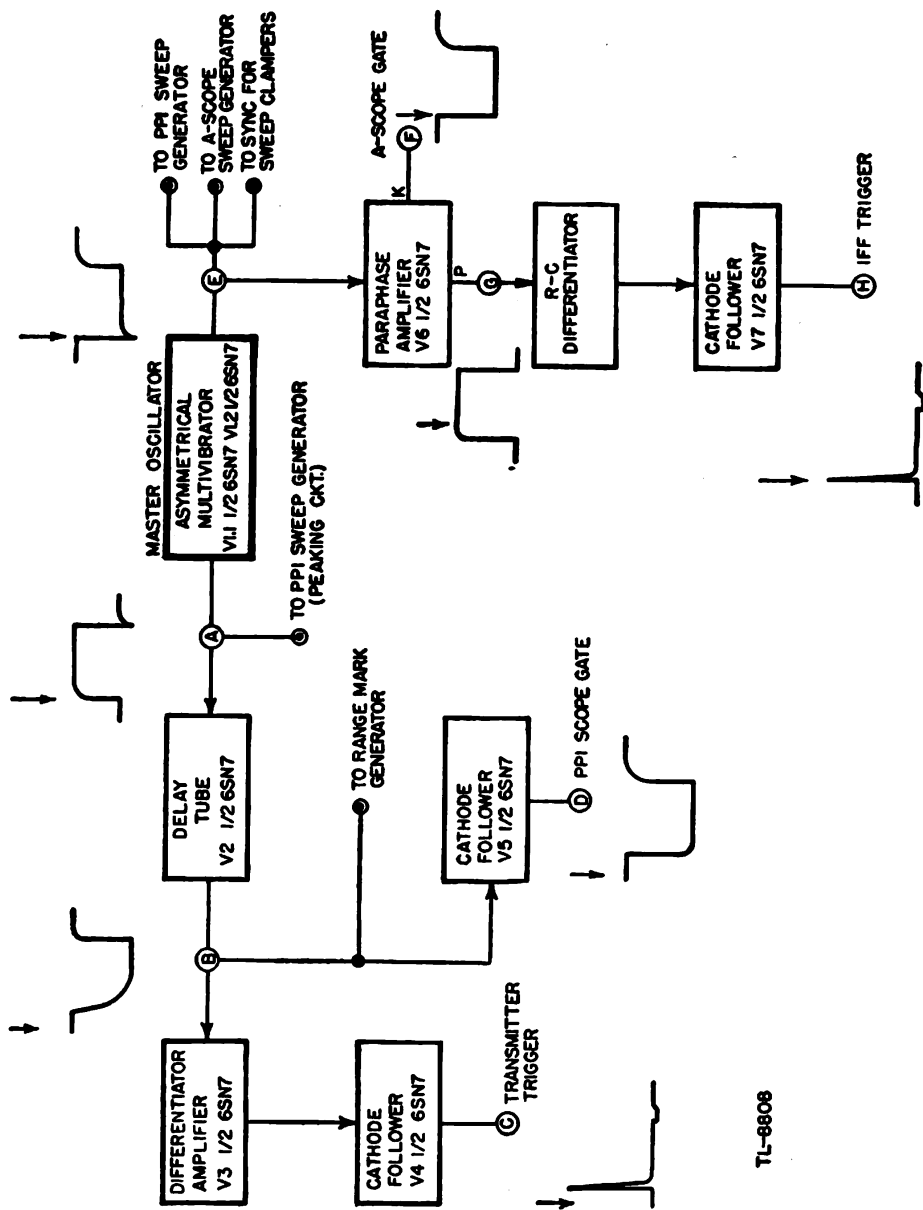 MASTER OSCILLATOR
ASYMMETRICAL
MULTIVIBRATOR
V1.1 1/2 6SN7 V1.2 1/2 6SN7
A
TO PPI SWEEP GENERATOR
(PEAKING CKT.)
DELAY
TUBE
V2 1/2 6SN7
B
TO RANGE MARK
GENERATOR
DIFFERENTIATOR
AMPLIFIER
V3 1/2 6SN7
CATHODE
FOLLOWER
V4 1/2 6SN7
C
TRANSMITTER
TRIGGER
CATHODE
FOLLOWER
V5 1/2 6SN7
D
PPI SCOPE GATE
E
TO PPI SWEEP
GENERATOR
TO A-SCOPE
SWEEP GENERATOR
TO SYNC FOR
SWEEP CLAMPERS
PARAPHASE
AMPLIFIER
V6 1/2 6SN7
K
F
A-SCOPE GATE
P
G
R-C
DIFFERENTIATOR
CATHODE
FOLLOWER
V7 1/2 6SN7
H
IFF TRIGGER
TL-8808